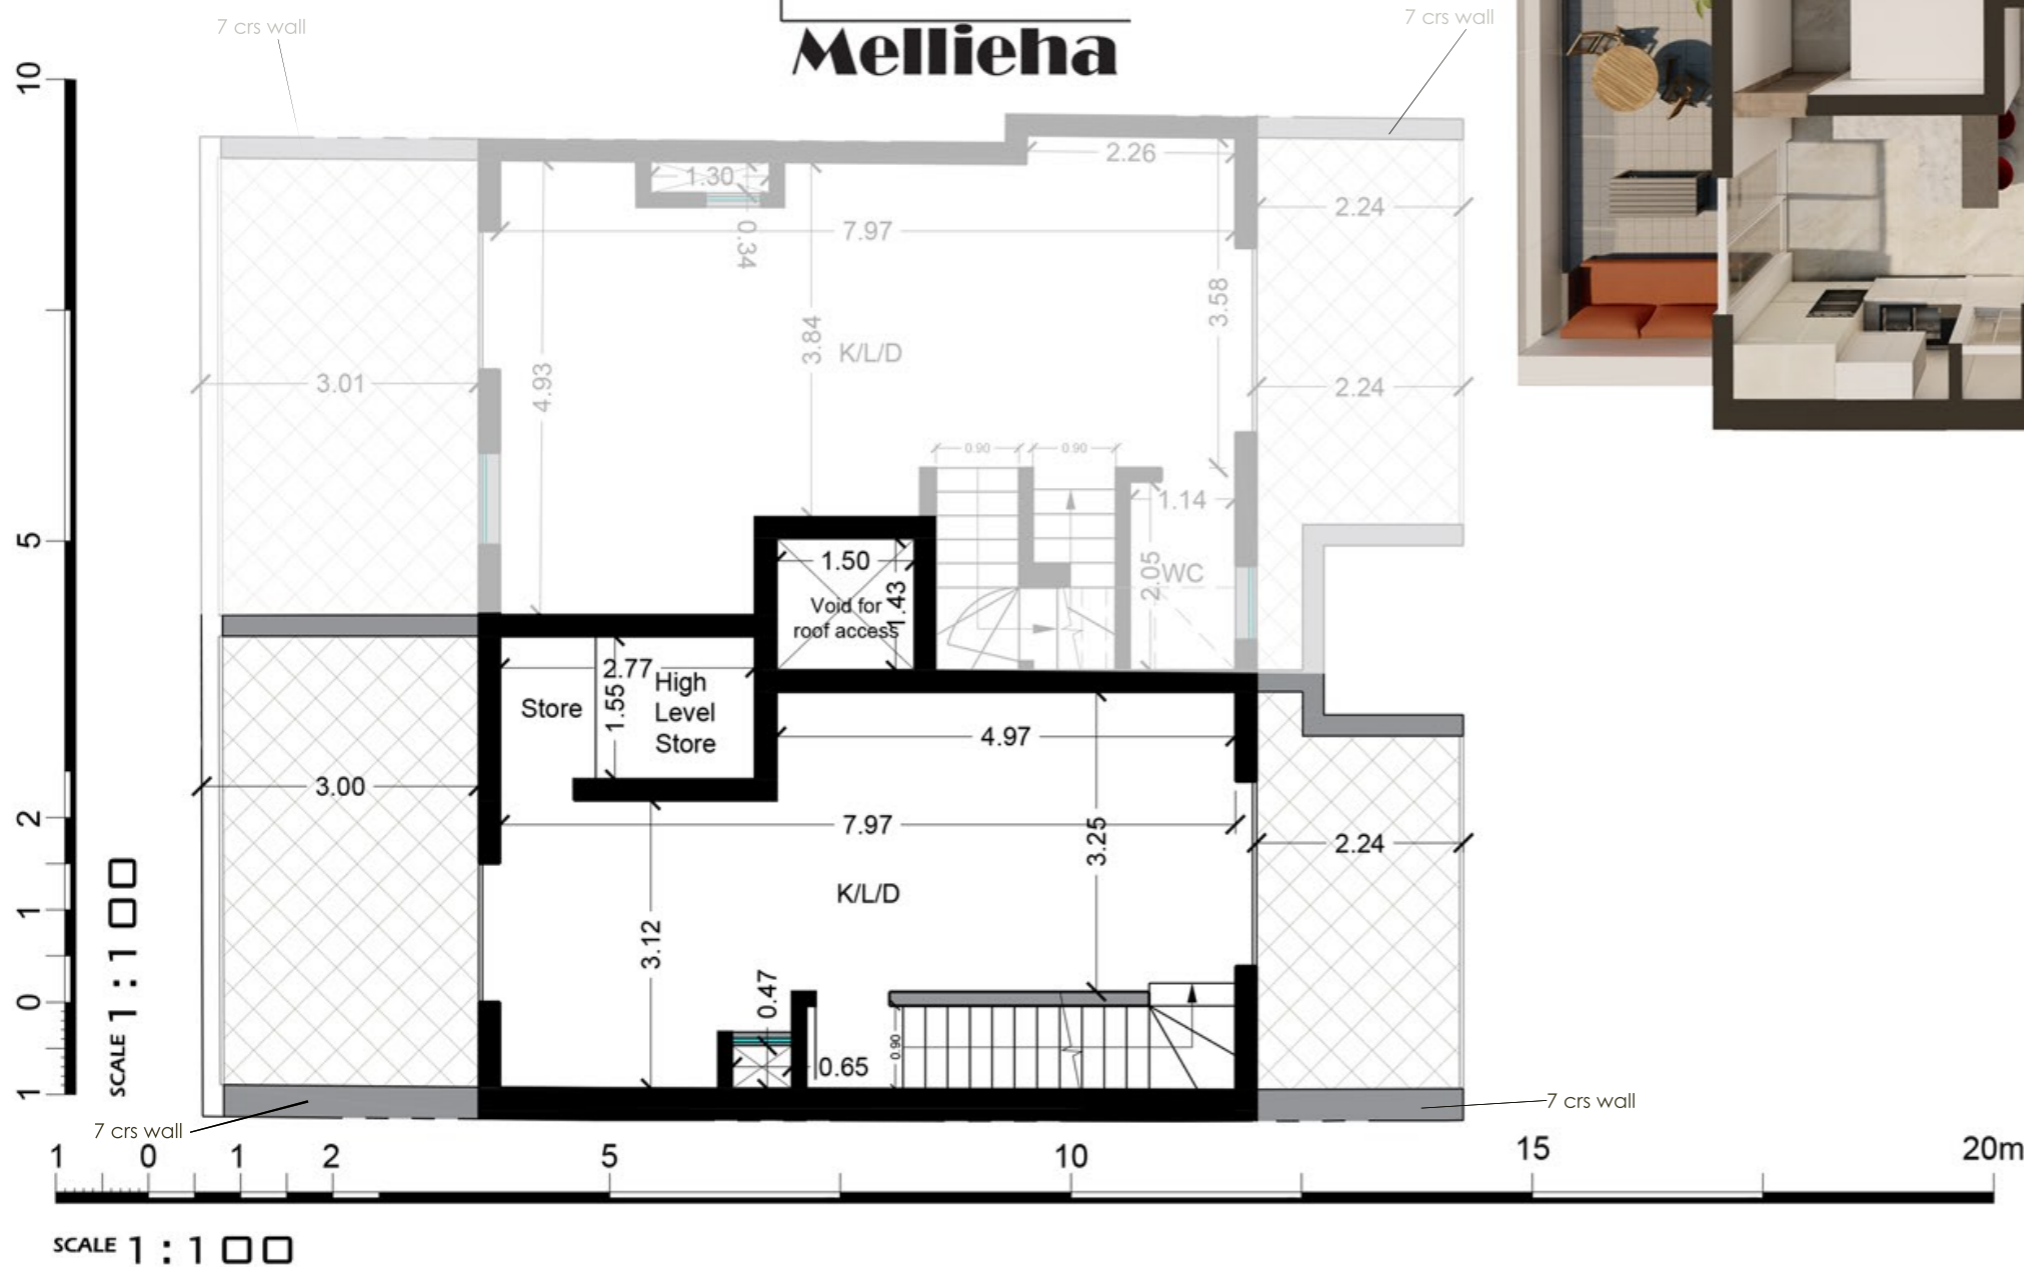 7 crs wall
7 crs wall
Mellieha
10
2.26
1.30
2.24
7.97
0.34
3.58
3.84
K/L/D
3.01
4.93
2.24
0.90
0.90
1.14
5
1.50
2.05
WC
1.43
Void for
roof access
2.77
1.55
High
Level
Store
Store
4.97
3.00
2
7.97
3.25
2.24
K/L/D
1
3.12
0.47
0
0.90
0.65
SCALE 1:100
1
7 crs wall
7 crs wall
1 0 1 2 5 10 15 20m
SCALE 1:100